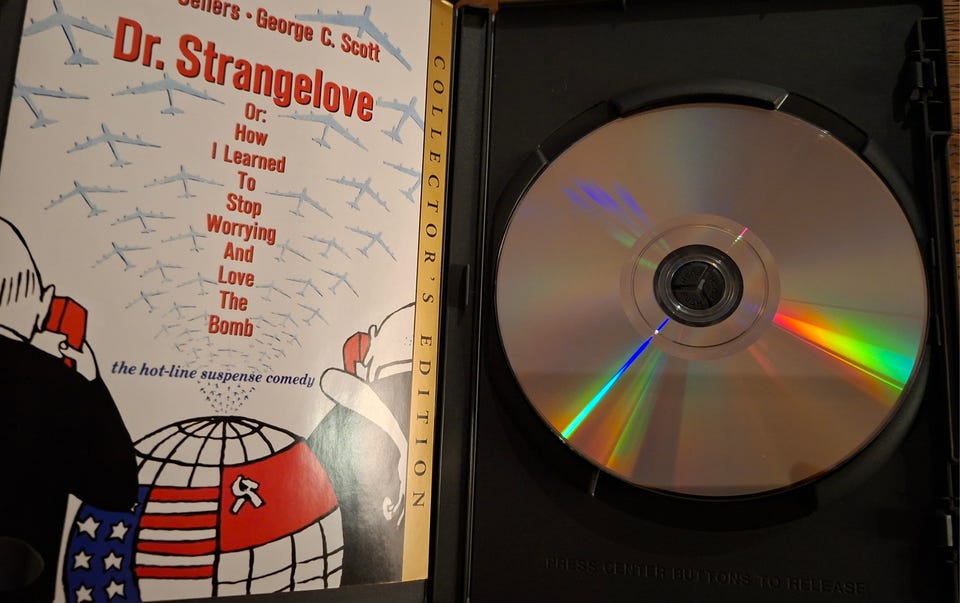 Sellers • George C. Scott
Dr. Strangelove
Or:
How
I Learned
To
Stop
Worrying
And
Love
The
Bomb
the hot-line suspense comedy
COLLECTOR'S EDITION
PRESS CENTER BUTTONS TO RELEASE